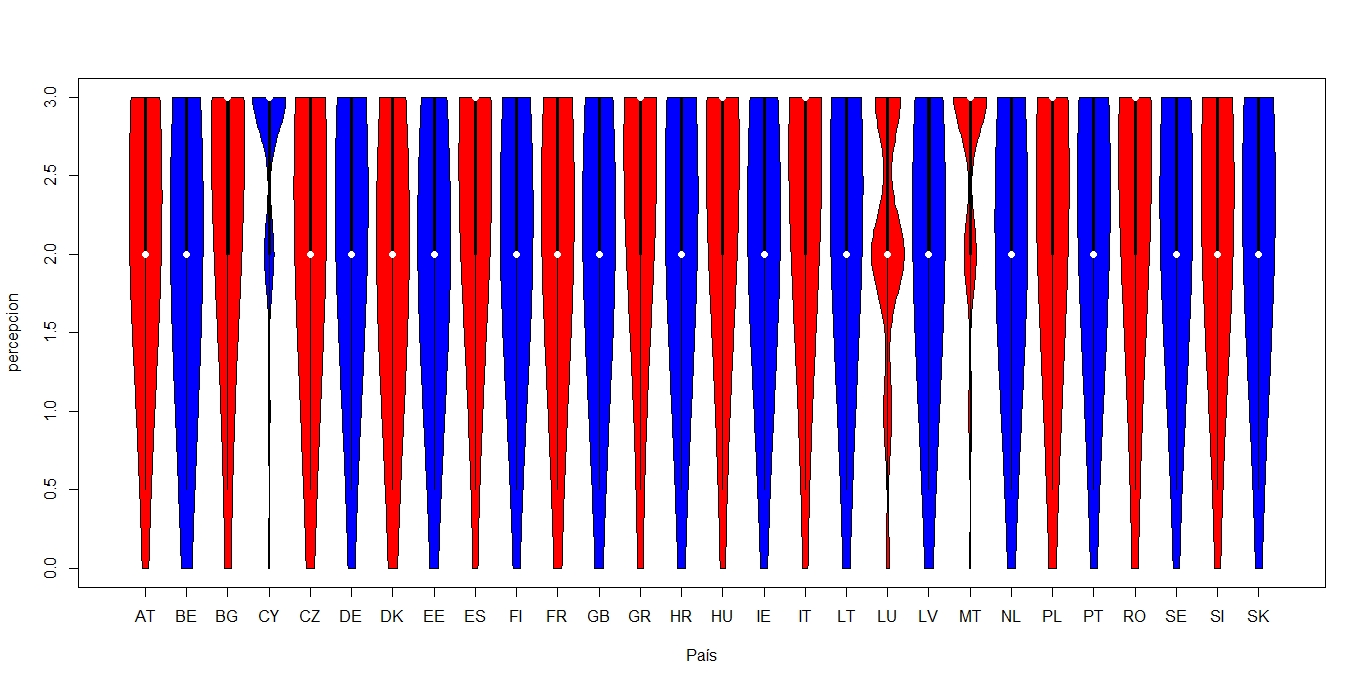 3.0
2.5
2.0
1.5
1.0
0.5
0.0
percepcion
AT BE BG CY CZ DE DK EE ES FI FR GB GR HR HU IE IT LT LU LV MT NL PL PT RO SE SI SK
País